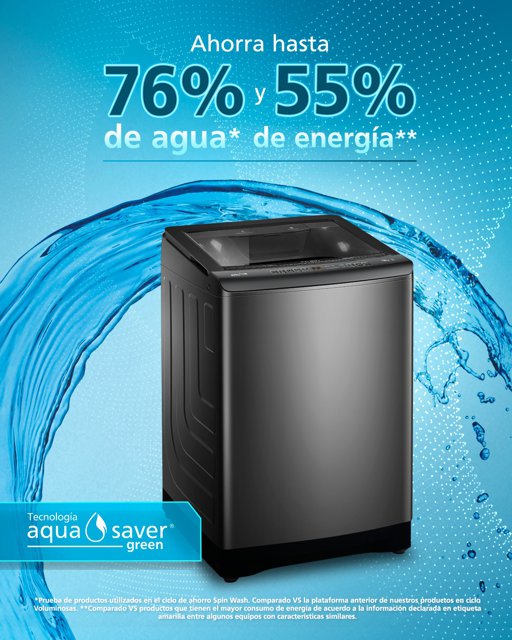 Ahorra hasta
76% y 55%
de agua* de energía**
Tecnología
aqua saver®
green
*Prueba de productos utilizados en el ciclo de ahorro Spin Wash. Comparado VS la plataforma anterior de nuestros productos en ciclo
Voluminosas. **Comparado VS productos que tienen el mayor consumo de energía de acuerdo a la información declarada en etiqueta
amarilla entre algunos equipos con características similares.